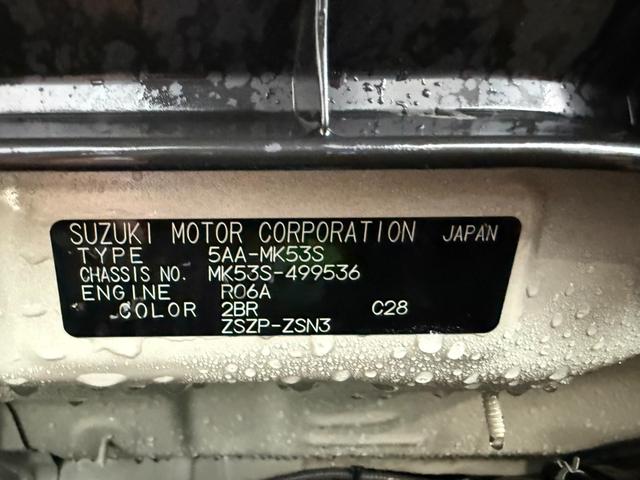 SUZUKI MOTOR CORPORATION JAPAN
TYPE 5AA-MK53S
CHASSIS NO. MK53S-499536
ENGINE R06A
COLOR 2BR C28
ZSZP-ZSN3